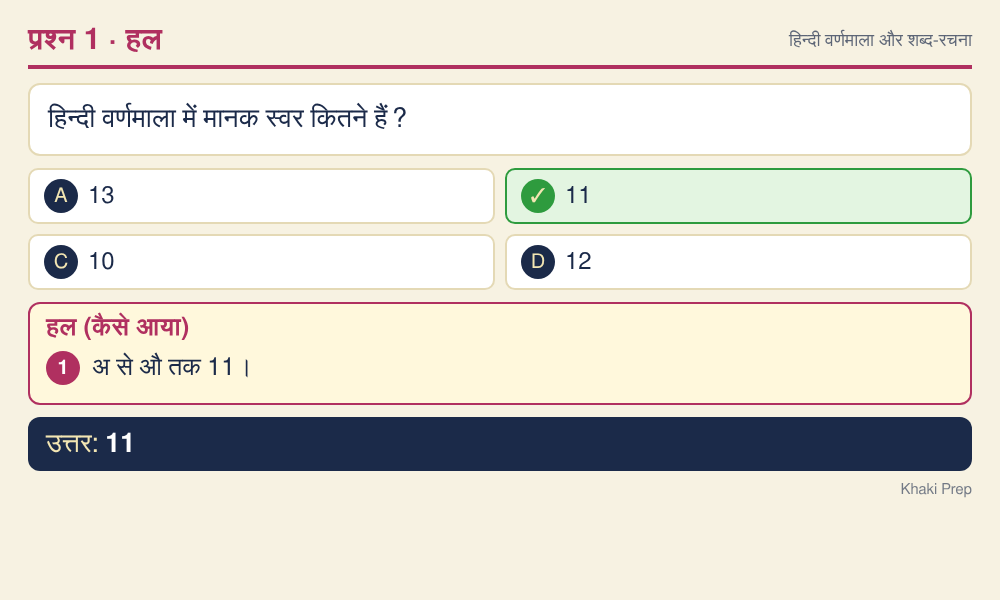 प्रश्न 1 · हल
हिन्दी वर्णमाला और शब्द-रचना
हिन्दी वर्णमाला में मानक स्वर कितने हैं ?
A 13
✓ 11
C 10
D 12
हल (कैसे आया)
1 अ से औ तक 11 ।
उत्तर: 11
Khaki Prep